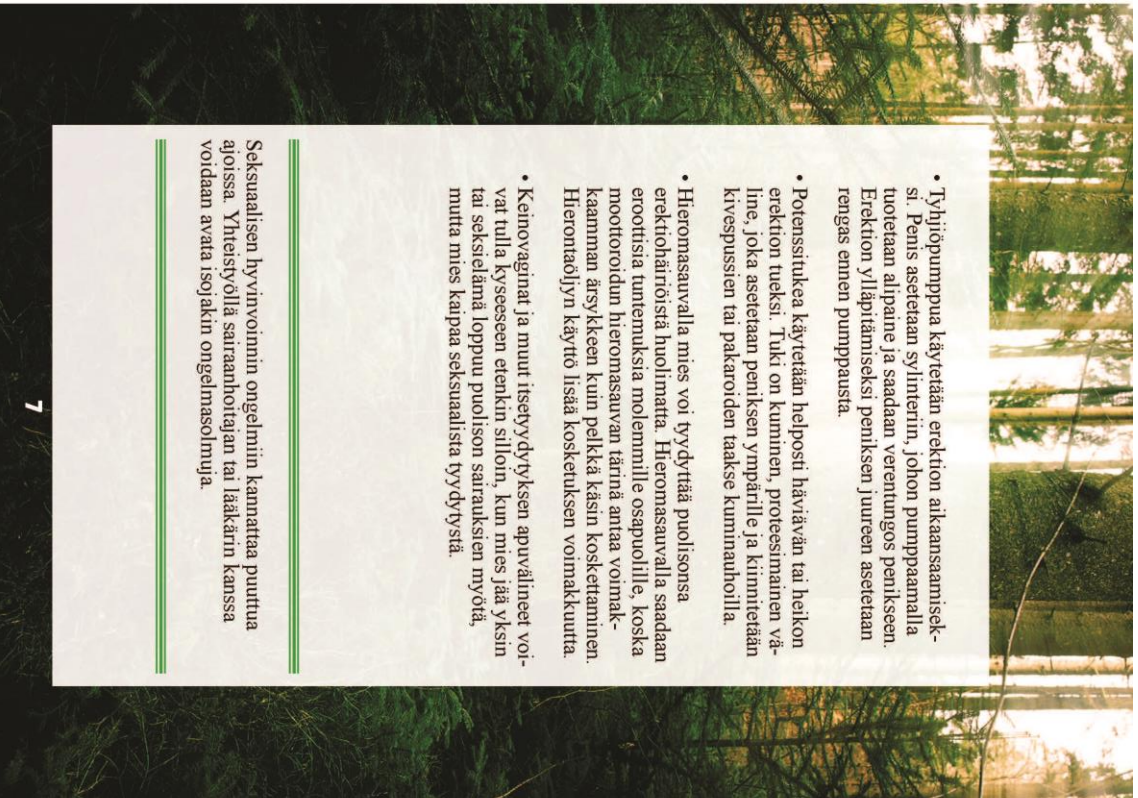 • Tyhjiöpumppua käytetään erektion aikaansaamisek-
si. Penis asetetaan sylinteriin, johon pumppaamalla
tuotetaan alipaine ja saadaan verentungos penikseen.
Erektion ylläpitämiseksi peniksen juureen asetetaan
rengas ennen pumppausta.
• Potenssitukea käytetään helposti häviävän tai heikon
erektion tueksi. Tuki on kuminen, proteesimainen vä-
line, joka asetetaan peniksen ympärille ja kiinnitetään
kivespussien tai pakaroiden taakse kuminauhoilla.
• Hieromasauvalla mies voi tyydyttää puolisonsa
erektiohäiriöistä huolimatta. Hieromasauvalla saadaan
eroottisia tuntemuksia molemmille osapuolille, koska
moottoroidun hieromasauvan tärinä antaa voimak-
kaamman ärsykkeen kuin pelkkä käsin koskettaminen.
Hierontaöljyn käyttö lisää kosketuksen voimakkuutta.
• Keinovaginat ja muut itsetyydytyksen apuvälineet voi-
vat tulla kyseeseen etenkin silloin, kun mies jää yksin
tai seksielämä loppuu puolison sairauksien myötä,
mutta mies kaipaa seksuaalista tyydytystä.
Seksuaalisen hyvinvoinnin ongelmiin kannattaa puuttua
ajoissa. Yhteistyöllä sairaanhoitajan tai lääkärin kanssa
voidaan avata isojakin ongelmasolmuja.
7